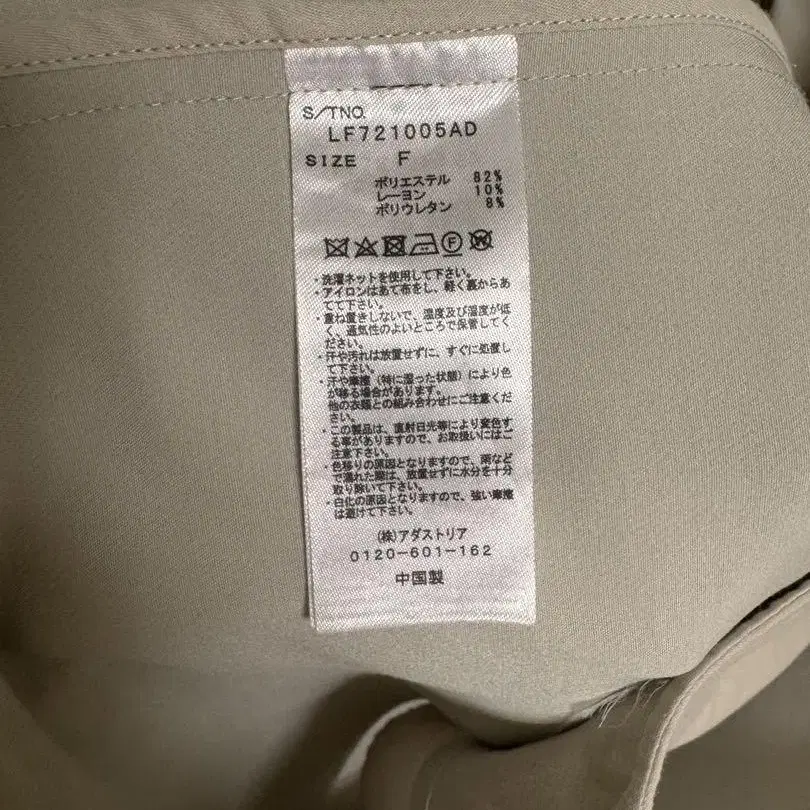 S/TNO.
LF721005AD
SIZE F
ポリエステル 82%
レーヨン 10%
ポリウレタン 8%
・洗濯ネットを使用して下さい。
・アイロンはあて布をし、軽く裏からあ
てて下さい。
・重ね置きしないで、温度及び湿度が低
く、通気性のよいところで保管してく
ださい。
・汗や汚れは放置せずに、すぐに処置し
て下さい。
・汗や摩擦（特に湿った状態）により色
が移る場合があります。
他の衣類との組み合わせにご注意くだ
さい。
・この製品は、直射日光等により変色す
る事がありますので、お取扱いにはご
注意下さい。
・色移りの原因となりますので、雨など
で濡れた際は、放置せずに水分を十分
取り除いて下さい。
・白化の原因となりますので、強い摩擦
は避けて下さい。
(株)アダストリア
0120-601-162
中国製